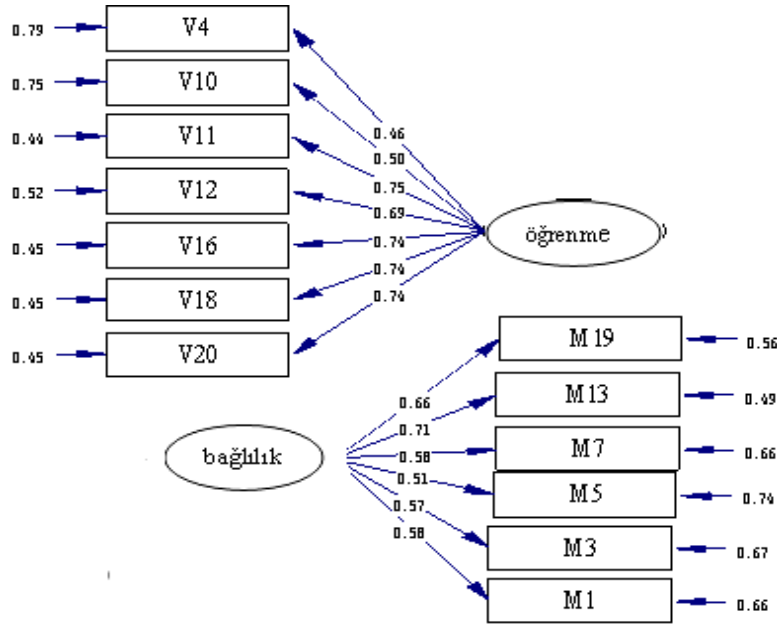 0.79 V4
0.75 V10
0.44 V11
0.52 V12
0.45 V16
0.45 V18
0.45 V20
0.46
0.50
0.75
0.69
0.74
0.74
0.74
öğrenme
bağlılık
0.66
0.71
0.58
0.51
0.57
0.58
M19 0.56
M13 0.49
M7 0.66
M5 0.74
M3 0.67
M1 0.66